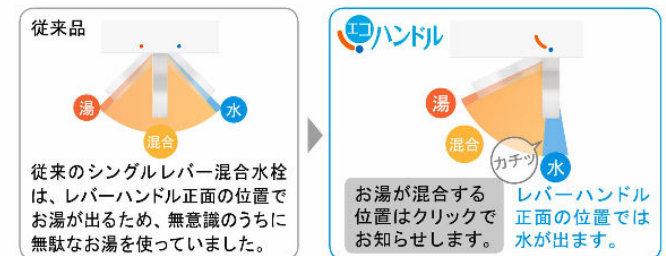 従来品
湯
水
混合
従来のシングルレバー混合水栓
は、レバーハンドル正面の位置で
お湯が出るため、無意識のうちに
無駄なお湯を使っていました。
エコハンドル
湯
混合
カチッ
水
お湯が混合する
位置はクリックで
お知らせします。
レバーハンドル
正面の位置では
水が出ます。